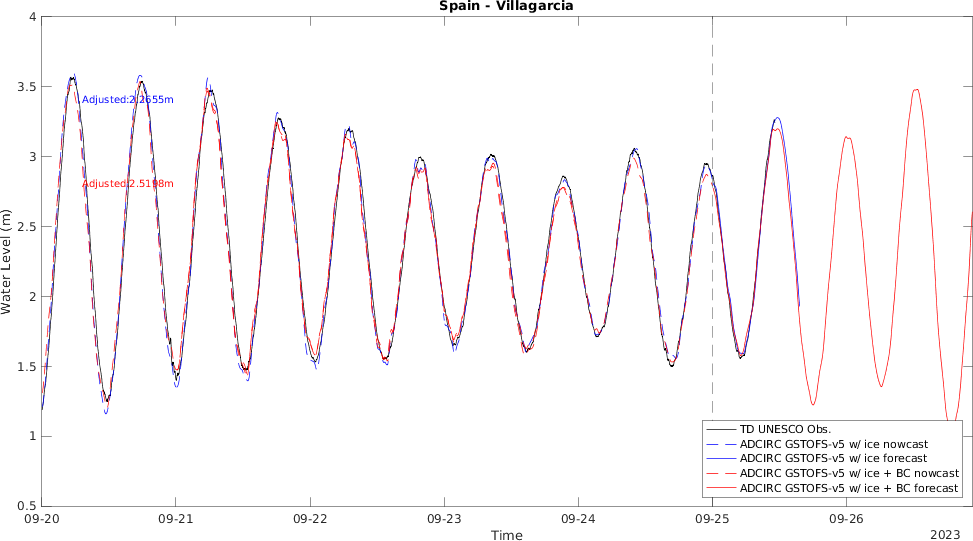 Spain - Villagarcia
4
3.5
3
2.5
2
1.5
1
0.5
Water Level (m)
Adjusted:2.2655m
Adjusted:2.5198m
TD UNESCO Obs.
ADCIRC GSTOFS-v5 w/ ice nowcast
ADCIRC GSTOFS-v5 w/ ice forecast
ADCIRC GSTOFS-v5 w/ ice + BC nowcast
ADCIRC GSTOFS-v5 w/ ice + BC forecast
09-20 09-21 09-22 09-23 09-24 09-25 09-26
Time
2023